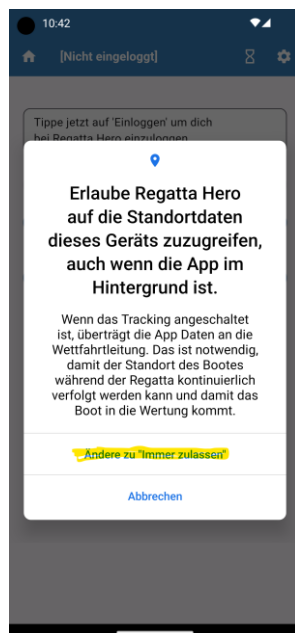 10:42
[Nicht eingeloggt]
Tippe jetzt auf 'Einloggen' um dich
bei Regatta Hero einzuloggen
Erlaube Regatta Hero
auf die Standortdaten
dieses Geräts zuzugreifen,
auch wenn die App im
Hintergrund ist.
Wenn das Tracking angeschaltet
ist, überträgt die App Daten an die
Wettfahrtleitung. Das ist notwendig,
damit der Standort des Bootes
während der Regatta kontinuierlich
verfolgt werden kann und damit das
Boot in die Wertung kommt.
Ändere zu "Immer zulassen"
Abbrechen